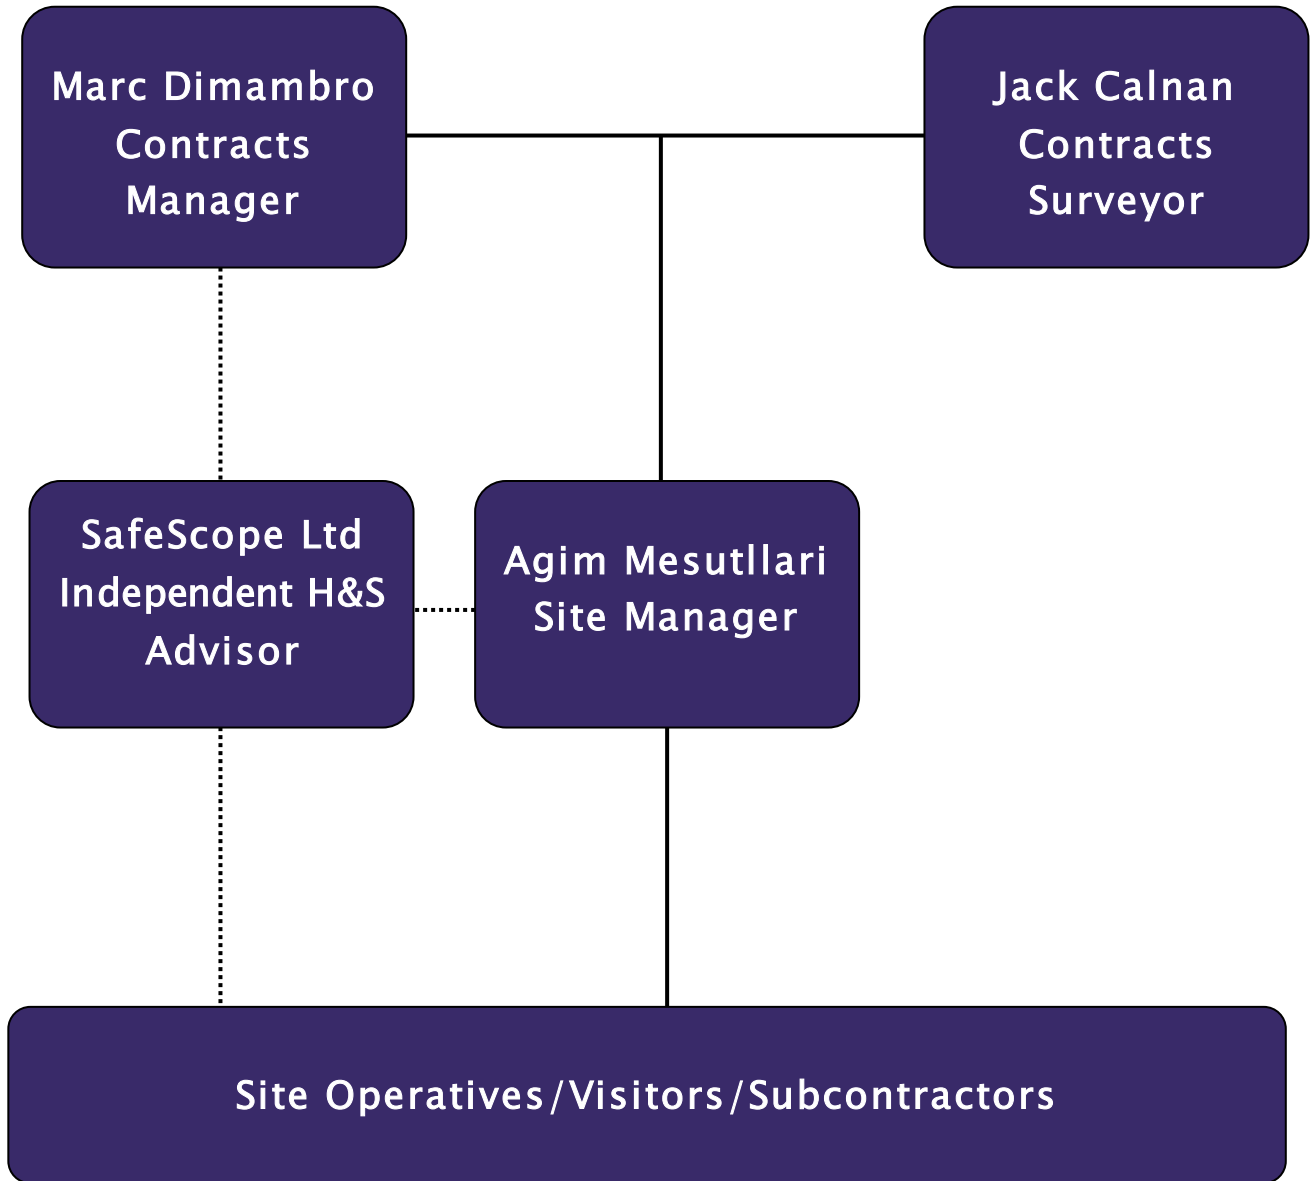 Marc Dimambro
Contracts
Manager
Jack Calnan
Contracts
Surveyor
SafeScope Ltd
Independent H&S
Advisor
Agim Mesutllari
Site Manager
Site Operatives/Visitors/Subcontractors